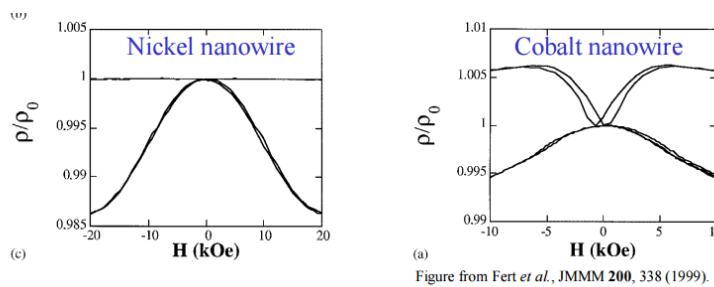 (b)
Nickel nanowire
1.005
1
0.995
0.99
0.985
ρ/ρ0
-20
-10
0
10
20
H (kOe)
(c)
Cobalt nanowire
1.01
1.005
1
0.995
0.99
ρ/ρ0
-10
-5
0
5
1
H (kOe)
(a)
Figure from Fert et al., JMMM 200, 338 (1999).